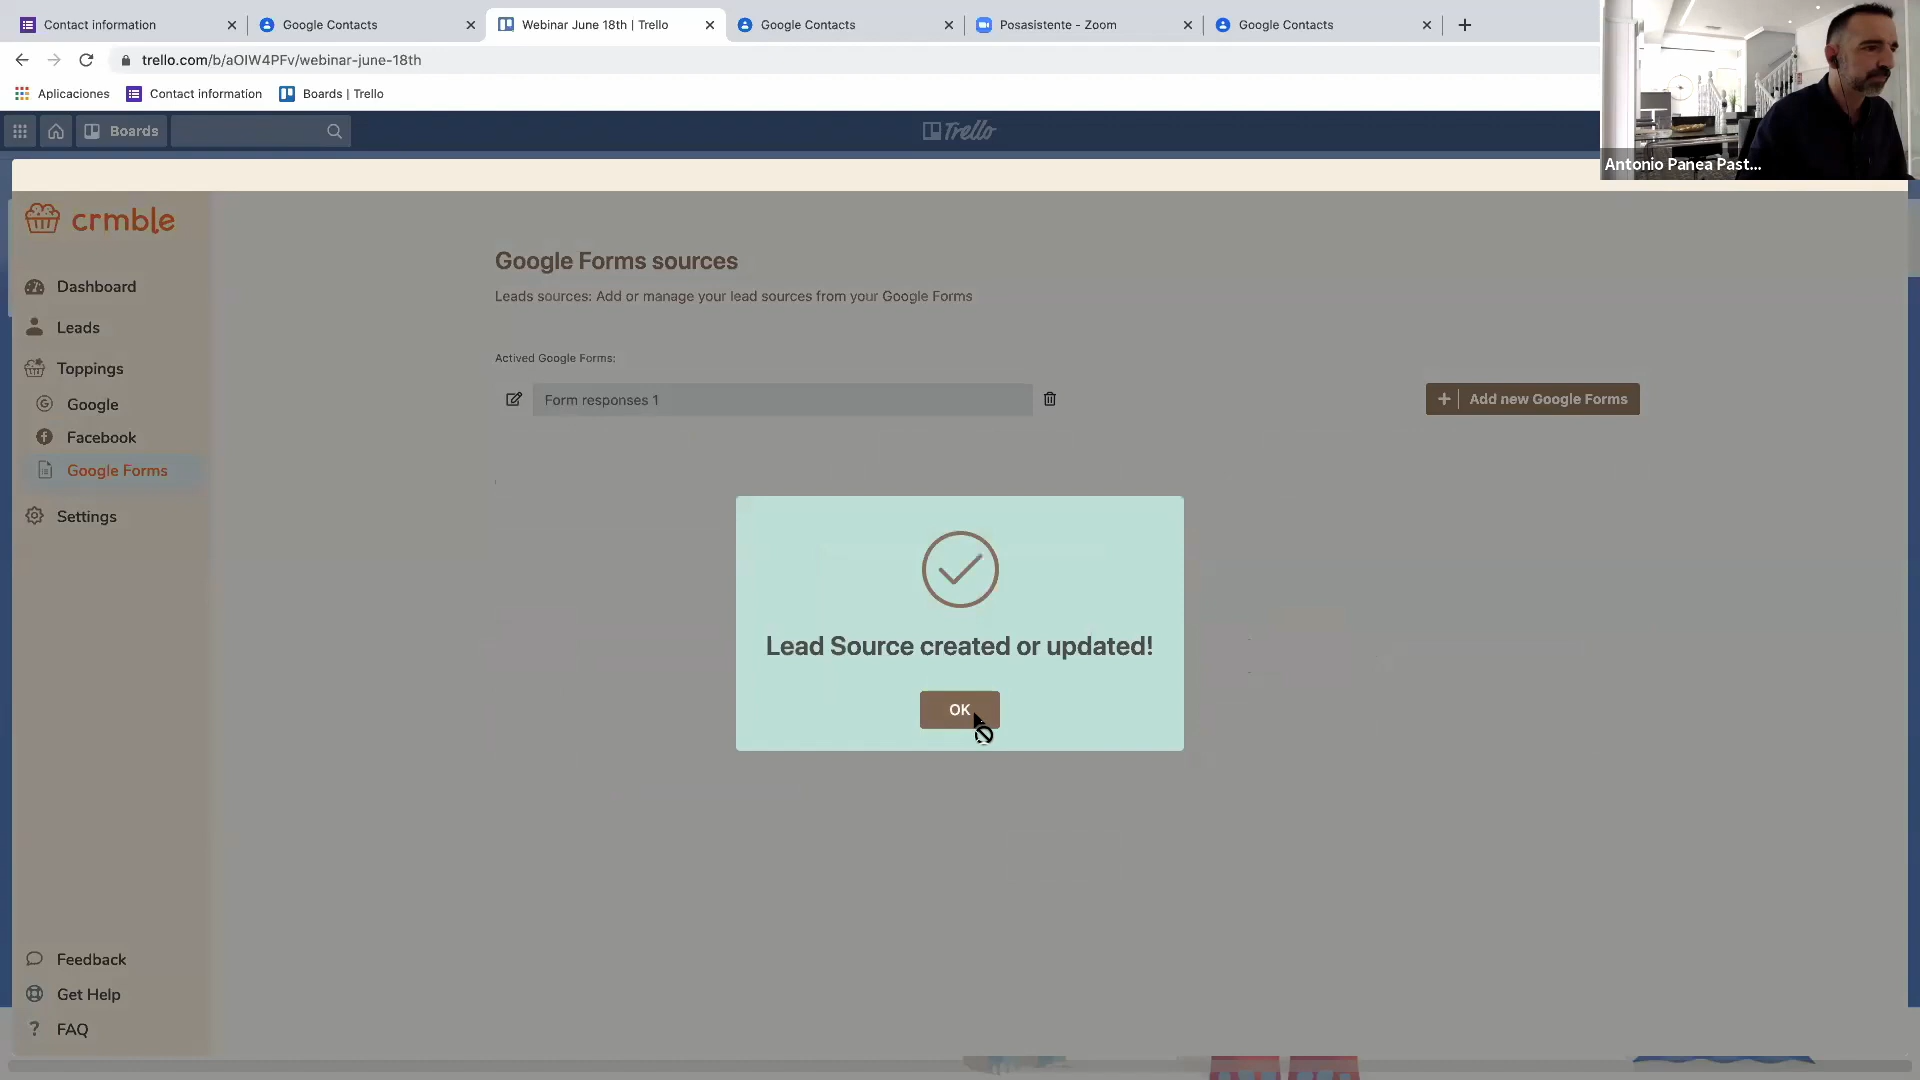 Contact information
Google Contacts
Webinar June 18th | Trello
Google Contacts
Posasistente - Zoom
Google Contacts
trello.com/b/aOIW4PFv/webinar-june-18th
Aplicaciones
Contact information
Boards | Trello
Boards
Trello
Antonio Panea Past...
crmble
Dashboard
Leads
Toppings
Google
Facebook
Google Forms
Settings
Feedback
Get Help
FAQ
Google Forms sources
Leads sources: Add or manage your lead sources from your Google Forms
Actived Google Forms:
Form responses 1
Add new Google Forms
Lead Source created or updated!
OK